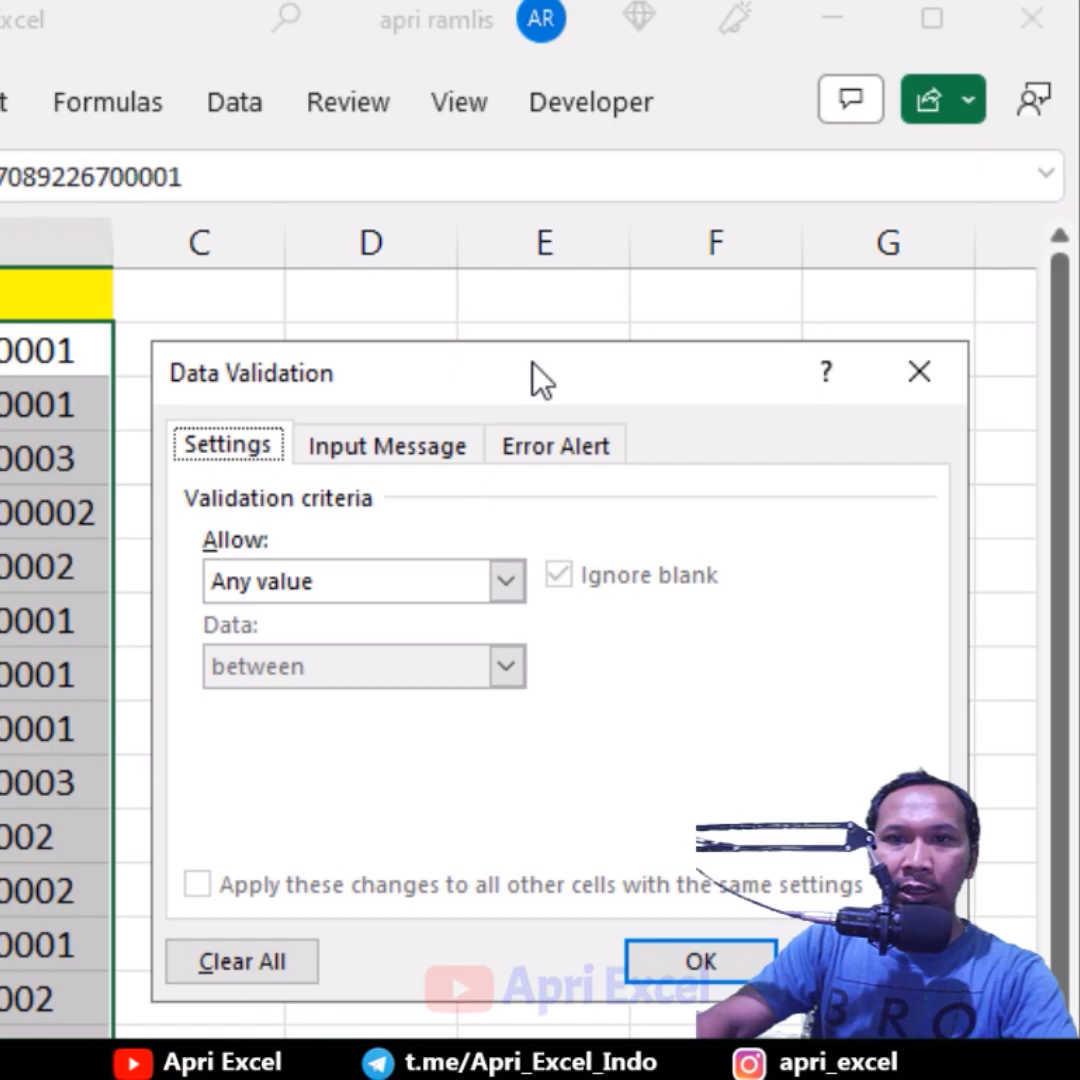 xcel
apri ramlis
AR
t
Formulas
Data
Review
View
Developer
7089226700001
C
D
E
F
G
0001
0001
0003
00002
0002
0001
0001
0001
0003
002
0002
0001
002
Data Validation
?
Settings
Input Message
Error Alert
Validation criteria
Allow:
Any value
Ignore blank
Data:
between
Apply these changes to all other cells with the same settings
Clear All
OK
Apri Excel
BRO
Apri Excel
t.me/Apri_Excel_Indo
apri_excel